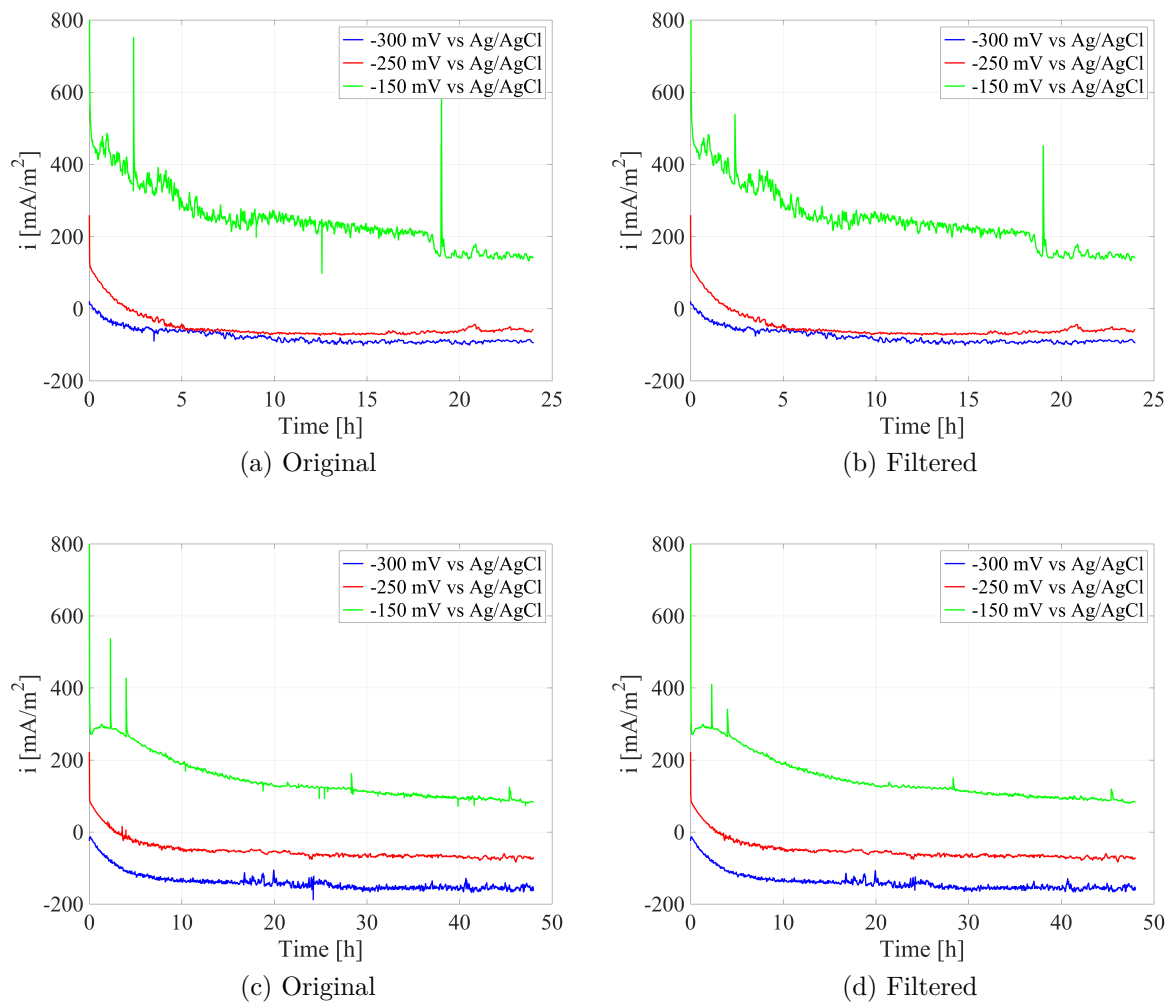 800
600
400
200
0
-200
i [mA/m²]
0 5 10 15 20 25
Time [h]
-300 mV vs Ag/AgCl
-250 mV vs Ag/AgCl
-150 mV vs Ag/AgCl
(a) Original
800
600
400
200
0
-200
i [mA/m²]
0 5 10 15 20 25
Time [h]
-300 mV vs Ag/AgCl
-250 mV vs Ag/AgCl
-150 mV vs Ag/AgCl
(b) Filtered
800
600
400
200
0
-200
i [mA/m²]
0 10 20 30 40 50
Time [h]
-300 mV vs Ag/AgCl
-250 mV vs Ag/AgCl
-150 mV vs Ag/AgCl
(c) Original
800
600
400
200
0
-200
i [mA/m²]
0 10 20 30 40 50
Time [h]
-300 mV vs Ag/AgCl
-250 mV vs Ag/AgCl
-150 mV vs Ag/AgCl
(d) Filtered